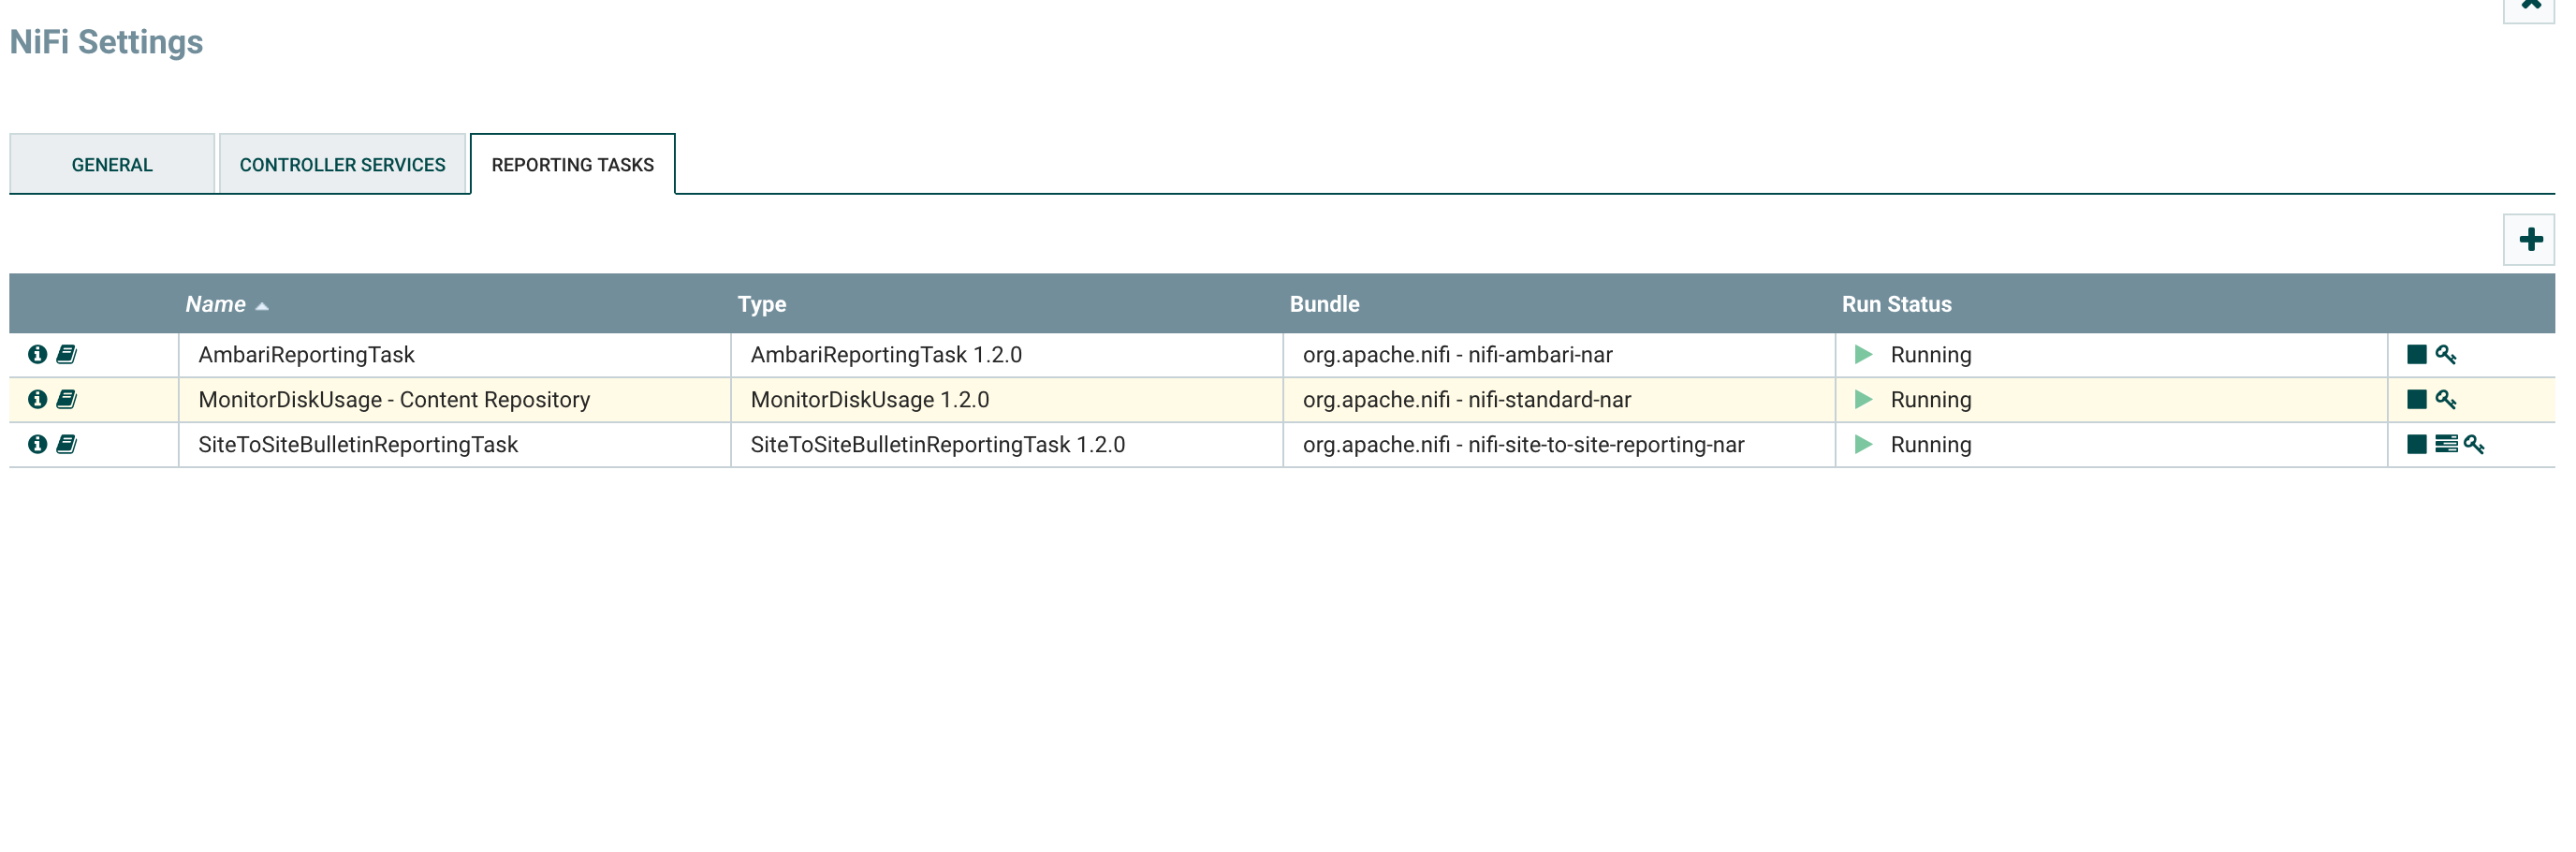 NiFi Settings
GENERAL CONTROLLER SERVICES REPORTING TASKS
Name Type Bundle Run Status
AmbariReportingTask AmbariReportingTask 1.2.0 org.apache.nifi - nifi-ambari-nar Running
MonitorDiskUsage - Content Repository MonitorDiskUsage 1.2.0 org.apache.nifi - nifi-standard-nar Running
SiteToSiteBulletinReportingTask SiteToSiteBulletinReportingTask 1.2.0 org.apache.nifi - nifi-site-to-site-reporting-nar Running